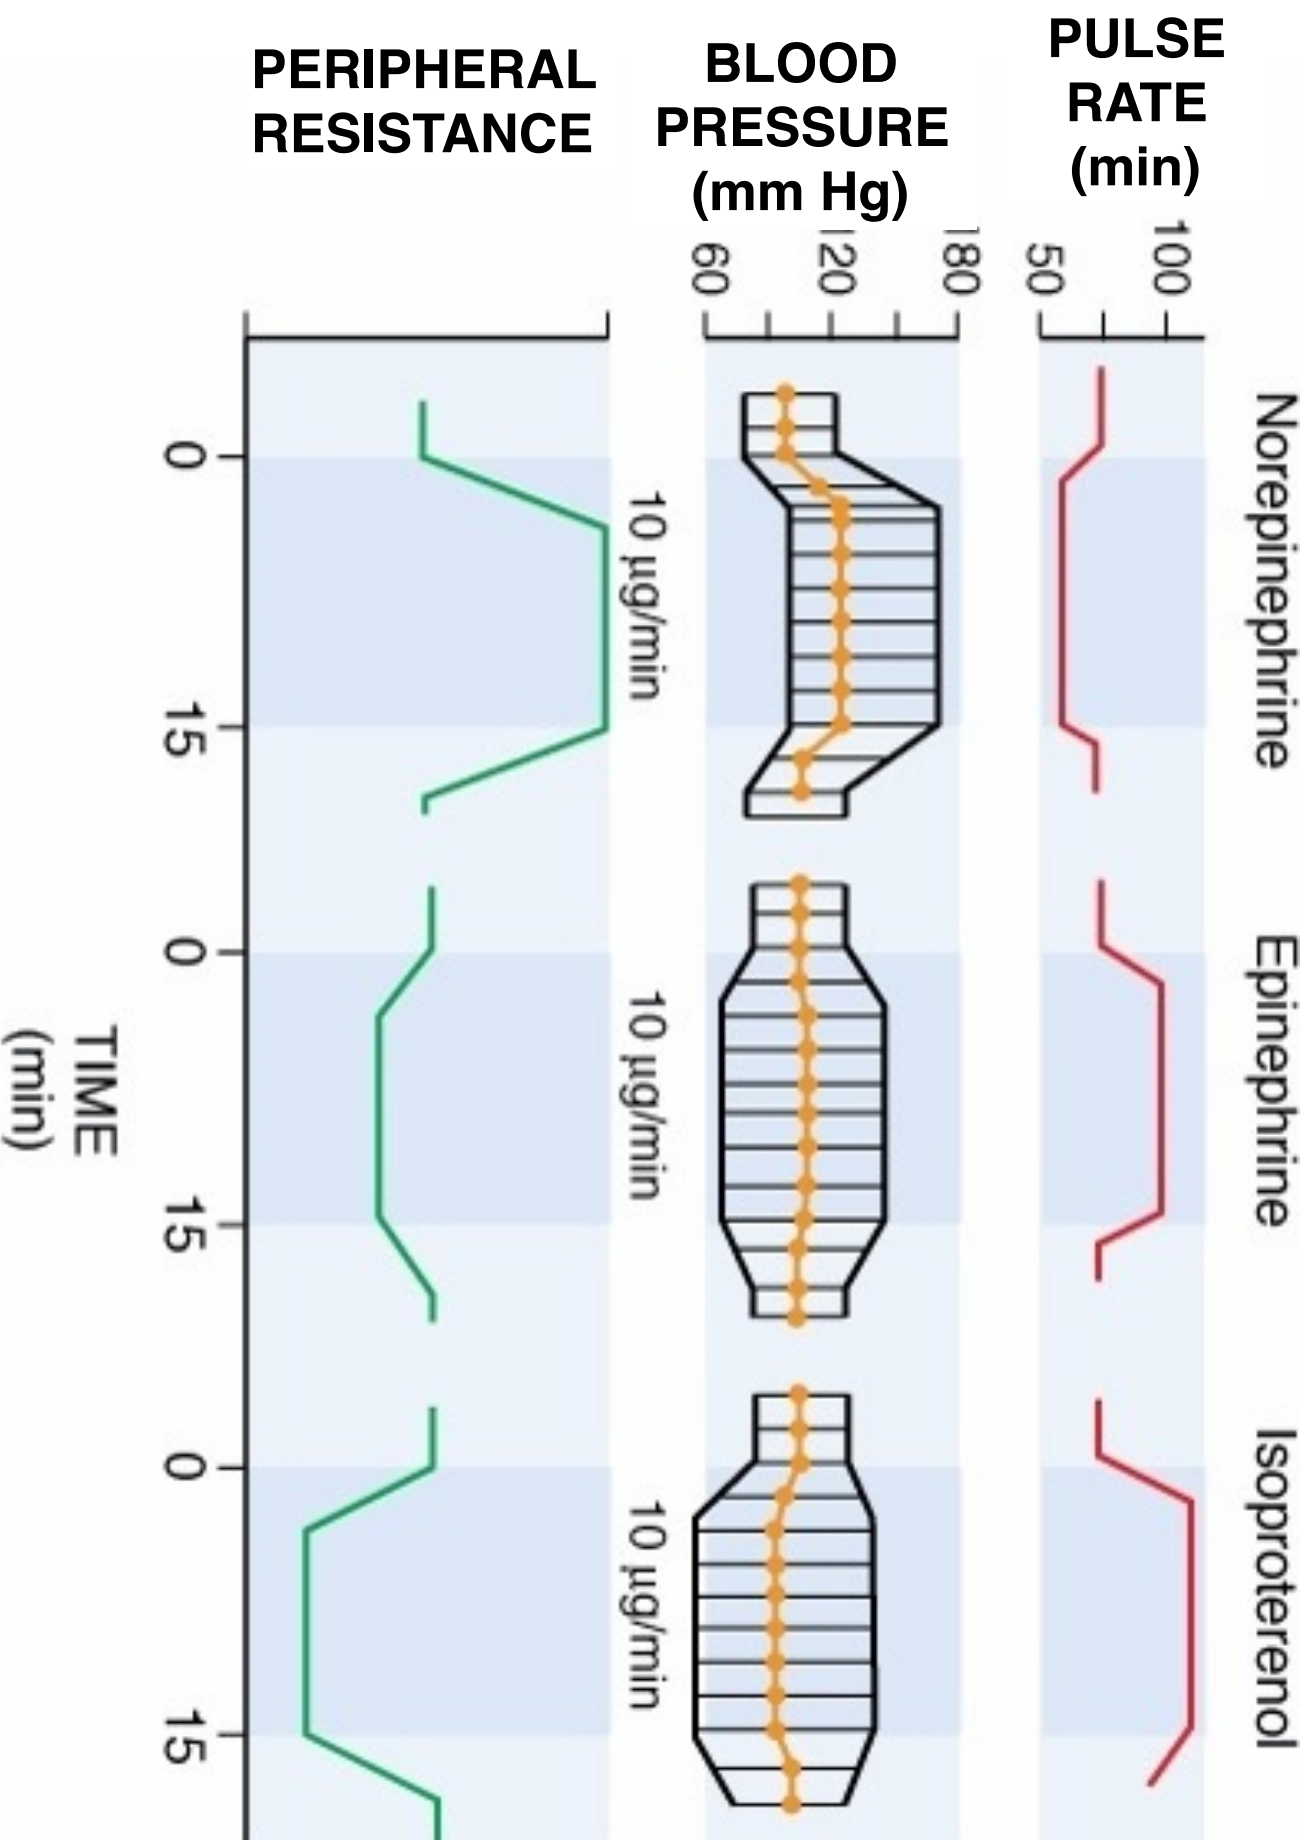 PERIPHERAL
RESISTANCE
BLOOD
PRESSURE
(mm Hg)
PULSE
RATE
(min)
60
120
180
50
100
Norepinephrine
Epinephrine
Isoproterenol
10 μg/min
10 μg/min
10 μg/min
0
15
0
15
0
15
TIME
(min)